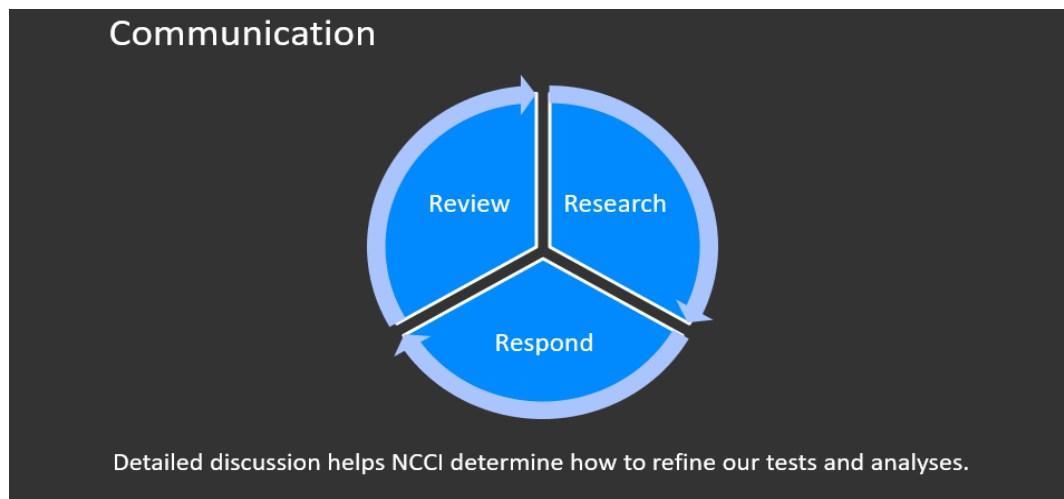 Communication
Review
Research
Respond
Detailed discussion helps NCCI determine how to refine our tests and analyses.